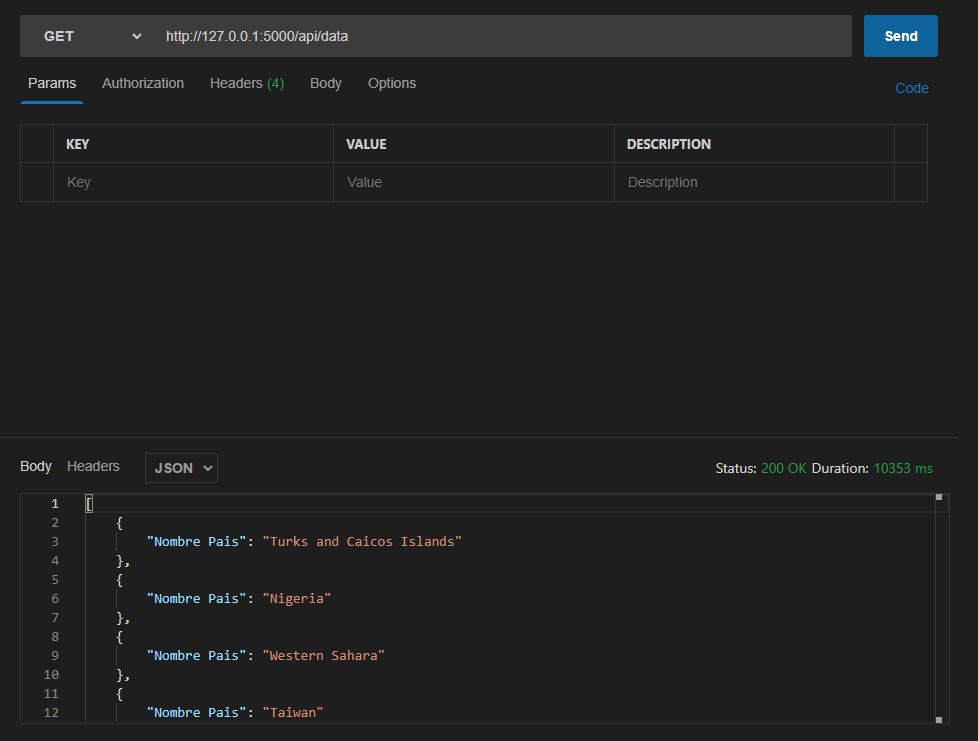 GET http://127.0.0.1:5000/api/data Send
Params Authorization Headers (4) Body Options Code
KEY VALUE DESCRIPTION
Key Value Description
Body Headers JSON Status: 200 OK Duration: 10353 ms
1 [
2 {
3 "Nombre Pais": "Turks and Caicos Islands"
4 },
5 {
6 "Nombre Pais": "Nigeria"
7 },
8 {
9 "Nombre Pais": "Western Sahara"
10 },
11 {
12 "Nombre Pais": "Taiwan"